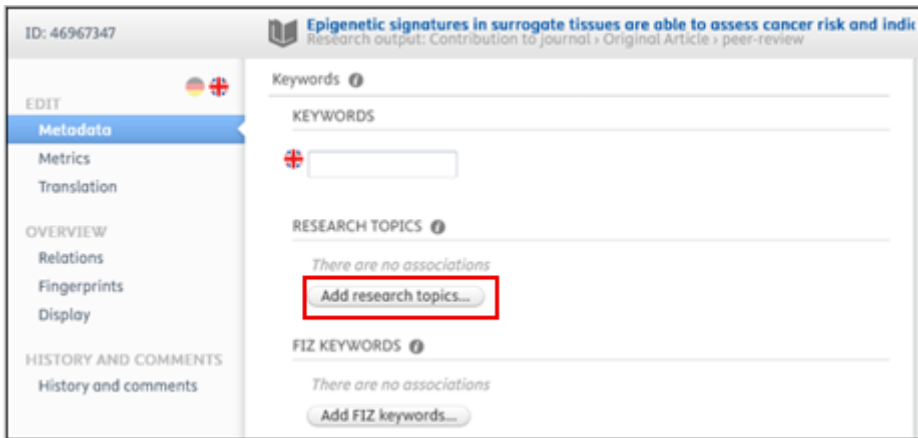 ID: 46967347
Epigenetic signatures in surrogate tissues are able to assess cancer risk and indic
Research output: Contribution to journal › Original Article › peer-review
EDIT
Metadata
Metrics
Translation
OVERVIEW
Relations
Fingerprints
Display
HISTORY AND COMMENTS
History and comments
Keywords
KEYWORDS
RESEARCH TOPICS
There are no associations
Add research topics...
FIZ KEYWORDS
There are no associations
Add FIZ keywords...